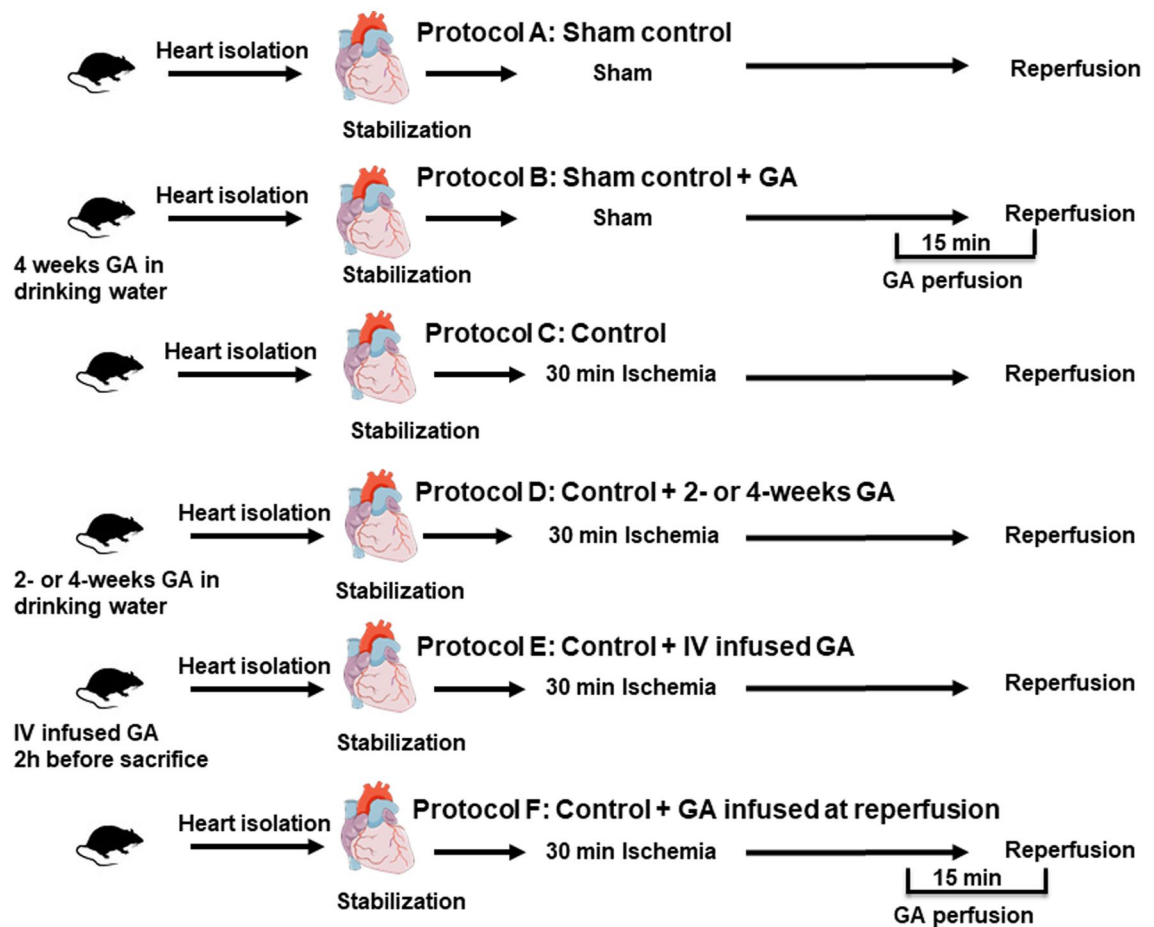 Protocol A: Sham control
Heart isolation
Sham
Reperfusion
Stabilization
Protocol B: Sham control + GA
Heart isolation
Sham
Reperfusion
15 min
GA perfusion
Stabilization
4 weeks GA in
drinking water
Protocol C: Control
Heart isolation
30 min Ischemia
Reperfusion
Stabilization
Protocol D: Control + 2- or 4-weeks GA
Heart isolation
30 min Ischemia
Reperfusion
2- or 4-weeks GA in
drinking water
Stabilization
Protocol E: Control + IV infused GA
Heart isolation
30 min Ischemia
Reperfusion
IV infused GA
2h before sacrifice
Stabilization
Protocol F: Control + GA infused at reperfusion
Heart isolation
30 min Ischemia
Reperfusion
15 min
GA perfusion
Stabilization